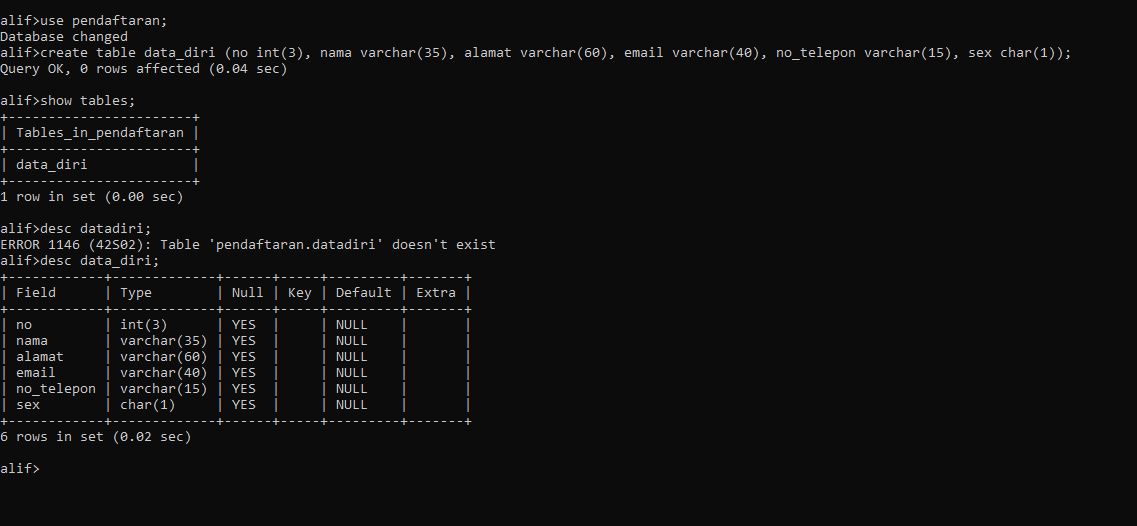 alif>use pendaftaran;
Database changed
alif>create table data_diri (no int(3), nama varchar(35), alamat varchar(60), email varchar(40), no_telepon varchar(15), sex char(1));
Query OK, 0 rows affected (0.04 sec)

alif>show tables;
+-----------------------+
| Tables_in_pendaftaran |
+-----------------------+
| data_diri             |
+-----------------------+
1 row in set (0.00 sec)

alif>desc datadiri;
ERROR 1146 (42S02): Table 'pendaftaran.datadiri' doesn't exist
alif>desc data_diri;
+------------+-------------+------+-----+---------+-------+
| Field      | Type        | Null | Key | Default | Extra |
+------------+-------------+------+-----+---------+-------+
| no         | int(3)      | YES  |     | NULL    |       |
| nama       | varchar(35) | YES  |     | NULL    |       |
| alamat     | varchar(60) | YES  |     | NULL    |       |
| email      | varchar(40) | YES  |     | NULL    |       |
| no_telepon | varchar(15) | YES  |     | NULL    |       |
| sex        | char(1)     | YES  |     | NULL    |       |
+------------+-------------+------+-----+---------+-------+
6 rows in set (0.02 sec)

alif>